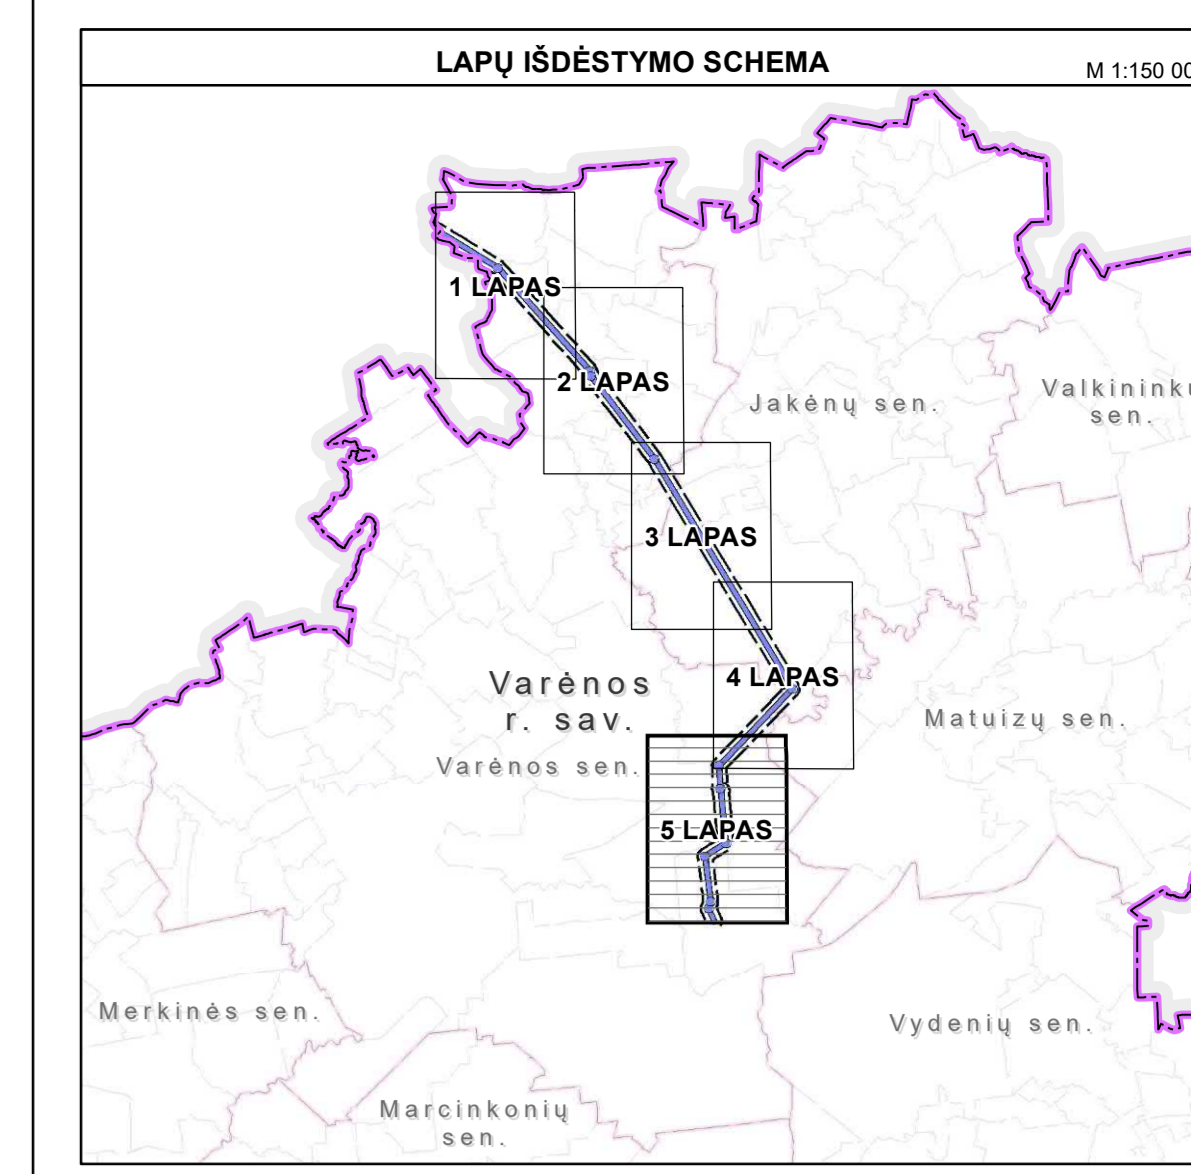 LAPŲ IŠDĖSTYMO SCHEMA
M 1:150 00
1 LAPAS
2 LAPAS
Jakėnų sen.
Valkininkų
sen.
3 LAPAS
Varėnos
r. sav.
4 LAPAS
Matuizų sen.
Varėnos sen.
5 LAPAS
Merkinės sen.
Vydenių sen.
Marcinkonių
sen.